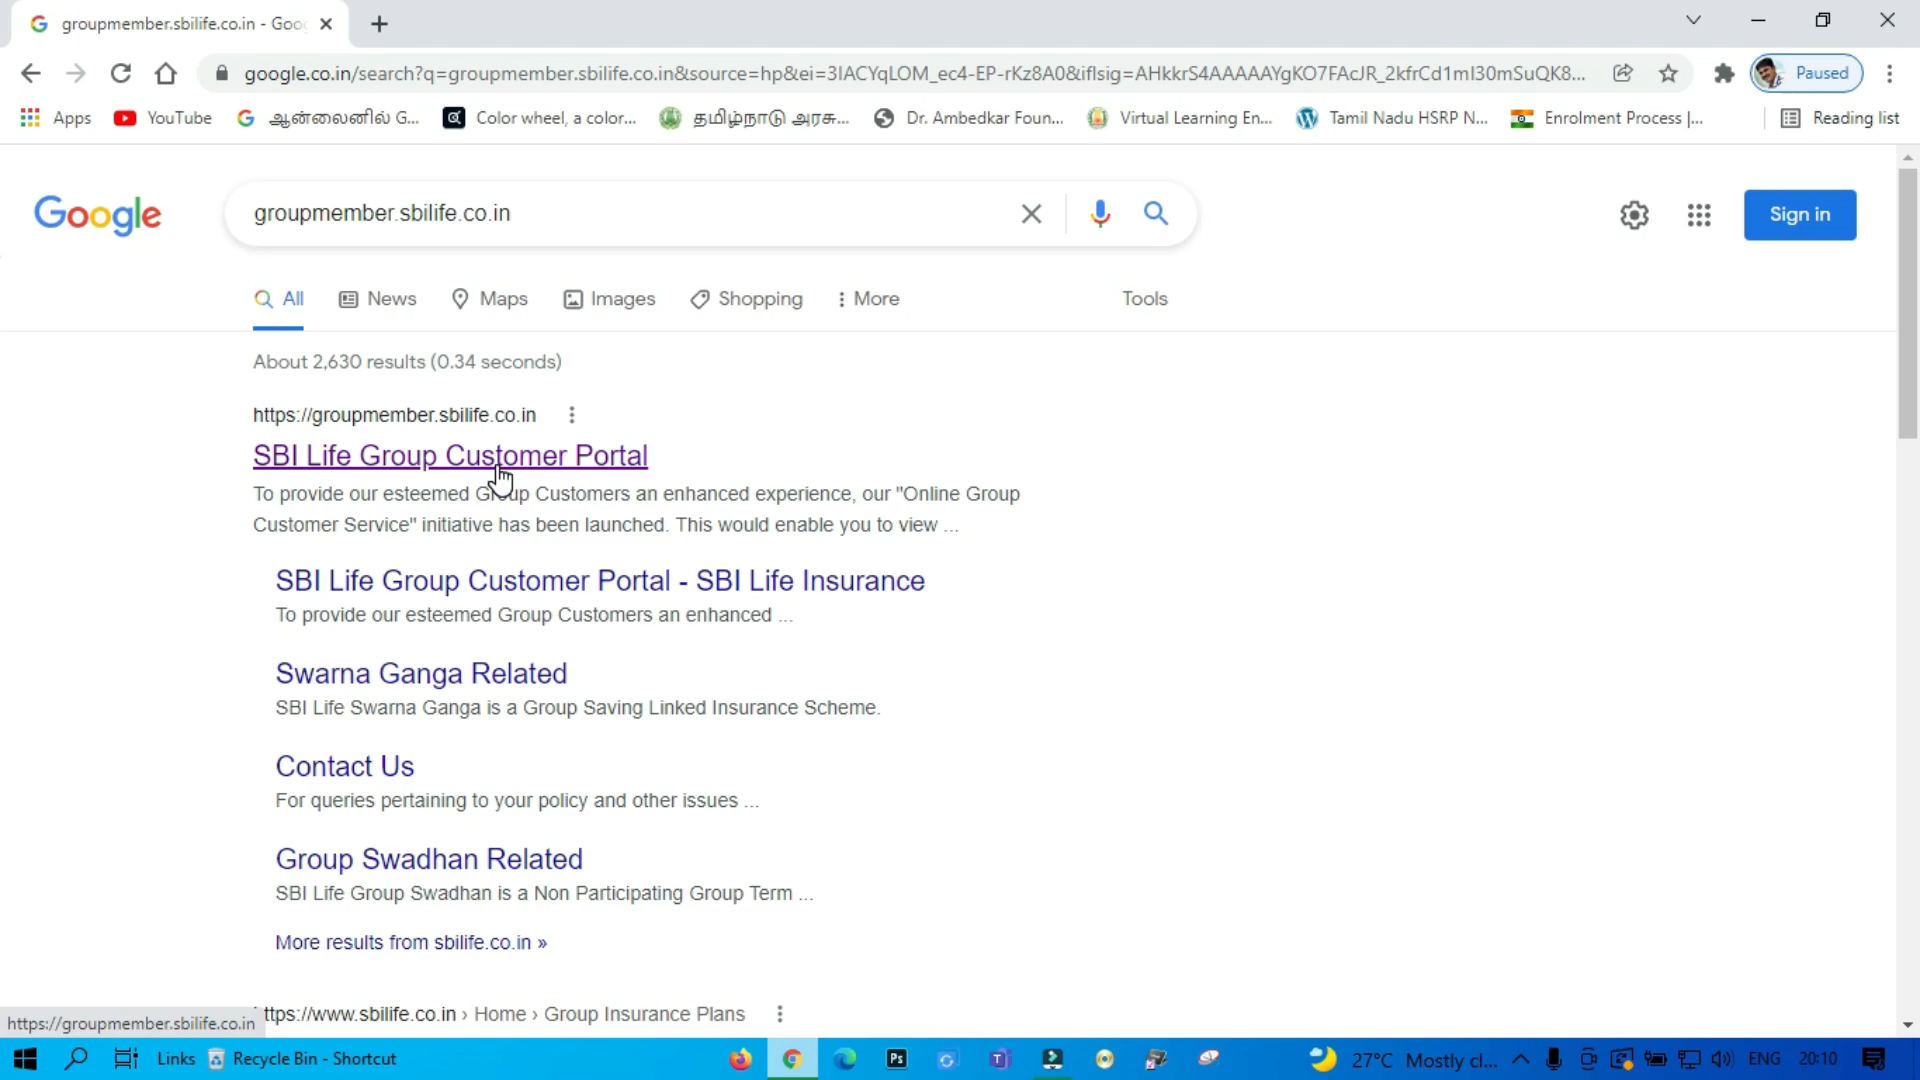 groupmember.sbilife.co.in - Goo
google.co.in/search?q=groupmember.sbilife.co.in&source=hp&ei=3IACYqLOM_ec4-EP-rKz8A0&iflsig=AHkkrS4AAAAAYgKO7FAcJR_2kfrCd1mI30mSuQK8...
Paused
Apps
YouTube
ஆன்லைனில் G...
Color wheel, a color...
தமிழ்நாடு அரசு...
Dr. Ambedkar Foun...
Virtual Learning En...
Tamil Nadu HSRP N...
Enrolment Process |...
Reading list
Google
groupmember.sbilife.co.in
Sign in
All
News
Maps
Images
Shopping
More
Tools
About 2,630 results (0.34 seconds)
https://groupmember.sbilife.co.in
SBI Life Group Customer Portal
To provide our esteemed Group Customers an enhanced experience, our "Online Group
Customer Service" initiative has been launched. This would enable you to view ...
SBI Life Group Customer Portal - SBI Life Insurance
To provide our esteemed Group Customers an enhanced ...
Swarna Ganga Related
SBI Life Swarna Ganga is a Group Saving Linked Insurance Scheme.
Contact Us
For queries pertaining to your policy and other issues ...
Group Swadhan Related
SBI Life Group Swadhan is a Non Participating Group Term ...
More results from sbilife.co.in »
ttps://www.sbilife.co.in › Home › Group Insurance Plans
https://groupmember.sbilife.co.in
Links
Recycle Bin - Shortcut
Ps
27°C Mostly cl...
ENG
20:10